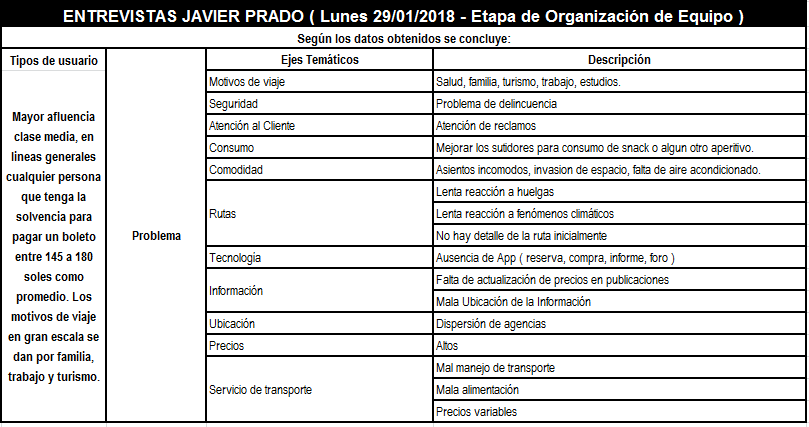 ENTREVISTAS JAVIER PRADO ( Lunes 29/01/2018 - Etapa de Organización de Equipo )
Según los datos obtenidos se concluye:
Tipos de usuario
Ejes Temáticos
Descripción
Mayor afluencia
clase media, en
lineas generales
cualquier persona
que tenga la
solvencia para
pagar un boleto
entre 145 a 180
soles como
promedio. Los
motivos de viaje
en gran escala se
dan por familia,
trabajo y turismo.
Problema
Motivos de viaje
Salud, familia, turismo, trabajo, estudios.
Seguridad
Problema de delincuencia
Atención al Cliente
Atención de reclamos
Consumo
Mejorar los sutidores para consumo de snack o algun otro aperitivo.
Comodidad
Asientos incomodos, invasion de espacio, falta de aire acondicionado.
Rutas
Lenta reacción a huelgas
Lenta reacción a fenómenos climáticos
No hay detalle de la ruta inicialmente
Tecnología
Ausencia de App ( reserva, compra, informe, foro )
Información
Falta de actualización de precios en publicaciones
Mala Ubicación de la Información
Ubicación
Dispersión de agencias
Precios
Altos
Servicio de transporte
Mal manejo de transporte
Mala alimentación
Precios variables